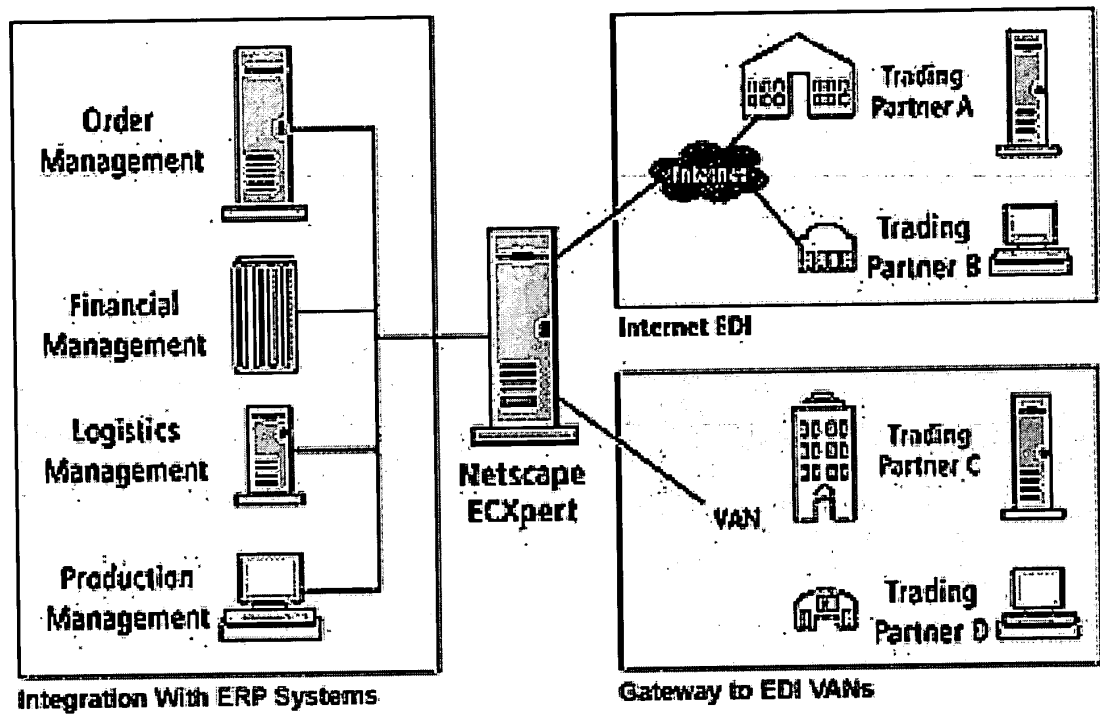 Order
Management
Financial
Management
Logistics
Management
Production
Management
Integration With ERP Systems
Netscape
ECXpert
Internet
Trading
Partner A
Trading
Partner B
Internet EDI
VAN
Trading
Partner C
Trading
Partner D
Gateway to EDI VANs